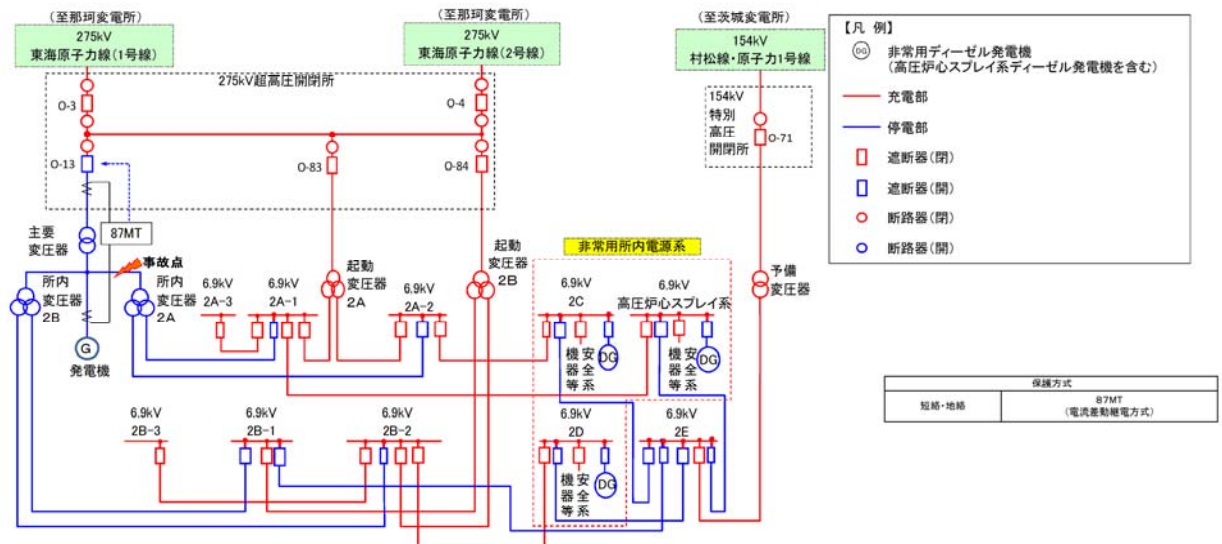 (至那珂変電所)
275kV
東海原子力線(1号線)
(至那珂変電所)
275kV
東海原子力線(2号線)
(至茨城変電所)
154kV
村松線・原子力1号線
【凡 例】
DG
非常用ディーゼル発電機
(高圧炉心スプレイ系ディーゼル発電機を含む)
充電部
停電部
遮断器(閉)
遮断器(開)
断路器(閉)
断路器(開)
275kV超高圧開閉所
O-3
O-4
154kV
特別
高圧
開閉所
O-71
O-13
O-83
O-84
主要
変圧器
87MT
事故点
所内
変圧器
2B
所内
変圧器
2A
G
発電機
起動
変圧器
2A
起動
変圧器
2B
予備
変圧器
非常用所内電源系
6.9kV
2A-3
6.9kV
2A-1
6.9kV
2A-2
6.9kV
2C
6.9kV
高圧炉心スプレイ系
安全系
機器等
DG
安全系
機器等
DG
6.9kV
2B-3
6.9kV
2B-1
6.9kV
2B-2
6.9kV
2D
6.9kV
2E
安全系
機器等
DG
保護方式
短絡・地絡
87MT
(電流差動継電方式)